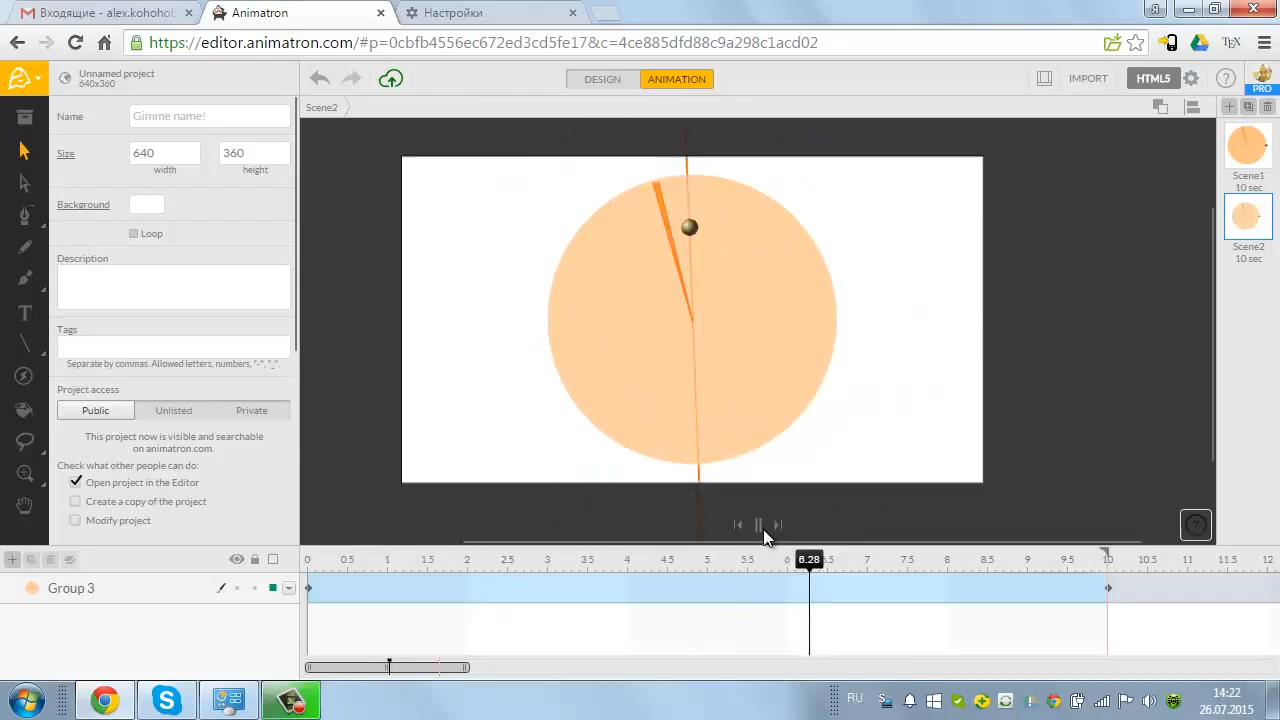 Входящие - alex.kohohob
Animatron
Настройки
https://editor.animatron.com/#p=0cbfb4556ec672ed3cd5fe17&c=4ce885dfd88c9a298c1acd02
TEX
Unnamed project
640x360
DESIGN
ANIMATION
IMPORT
HTML5
PRO
Scene2
Name
Gimme name!
Size
640
360
width
height
Background
Loop
Description
Tags
Separate by commas. Allowed letters, numbers, "-", "_"
Project access
Public
Unlisted
Private
This project now is visible and searchable
on animatron.com.
Check what other people can do:
Open project in the Editor
Create a copy of the project
Modify project
Scene1
10 sec
Scene2
10 sec
0 0.5 1.0 1.5 2 2.5 3 3.5 4 4.5 5 5.5 6 6.28 6.5 7 7.5 8 8.5 9 9.5 10 10.5 11 11.5 12
Group 3
RU
14:22
26.07.2015